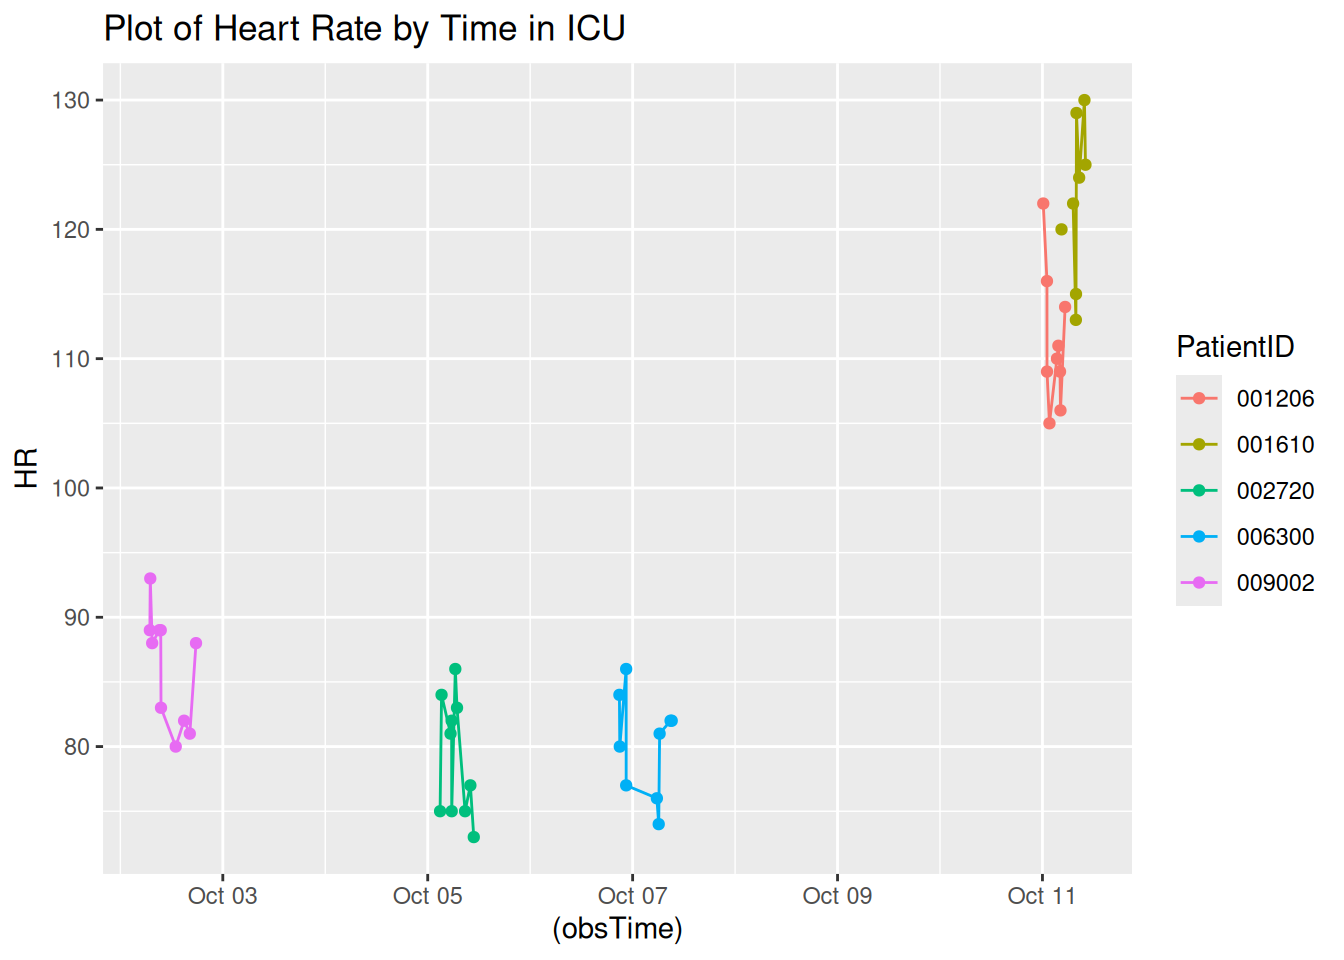 Plot of Heart Rate by Time in ICU
130
120
110
100
90
80
HR
Oct 03
Oct 05
Oct 07
Oct 09
Oct 11
(obsTime)
PatientID
001206
001610
002720
006300
009002